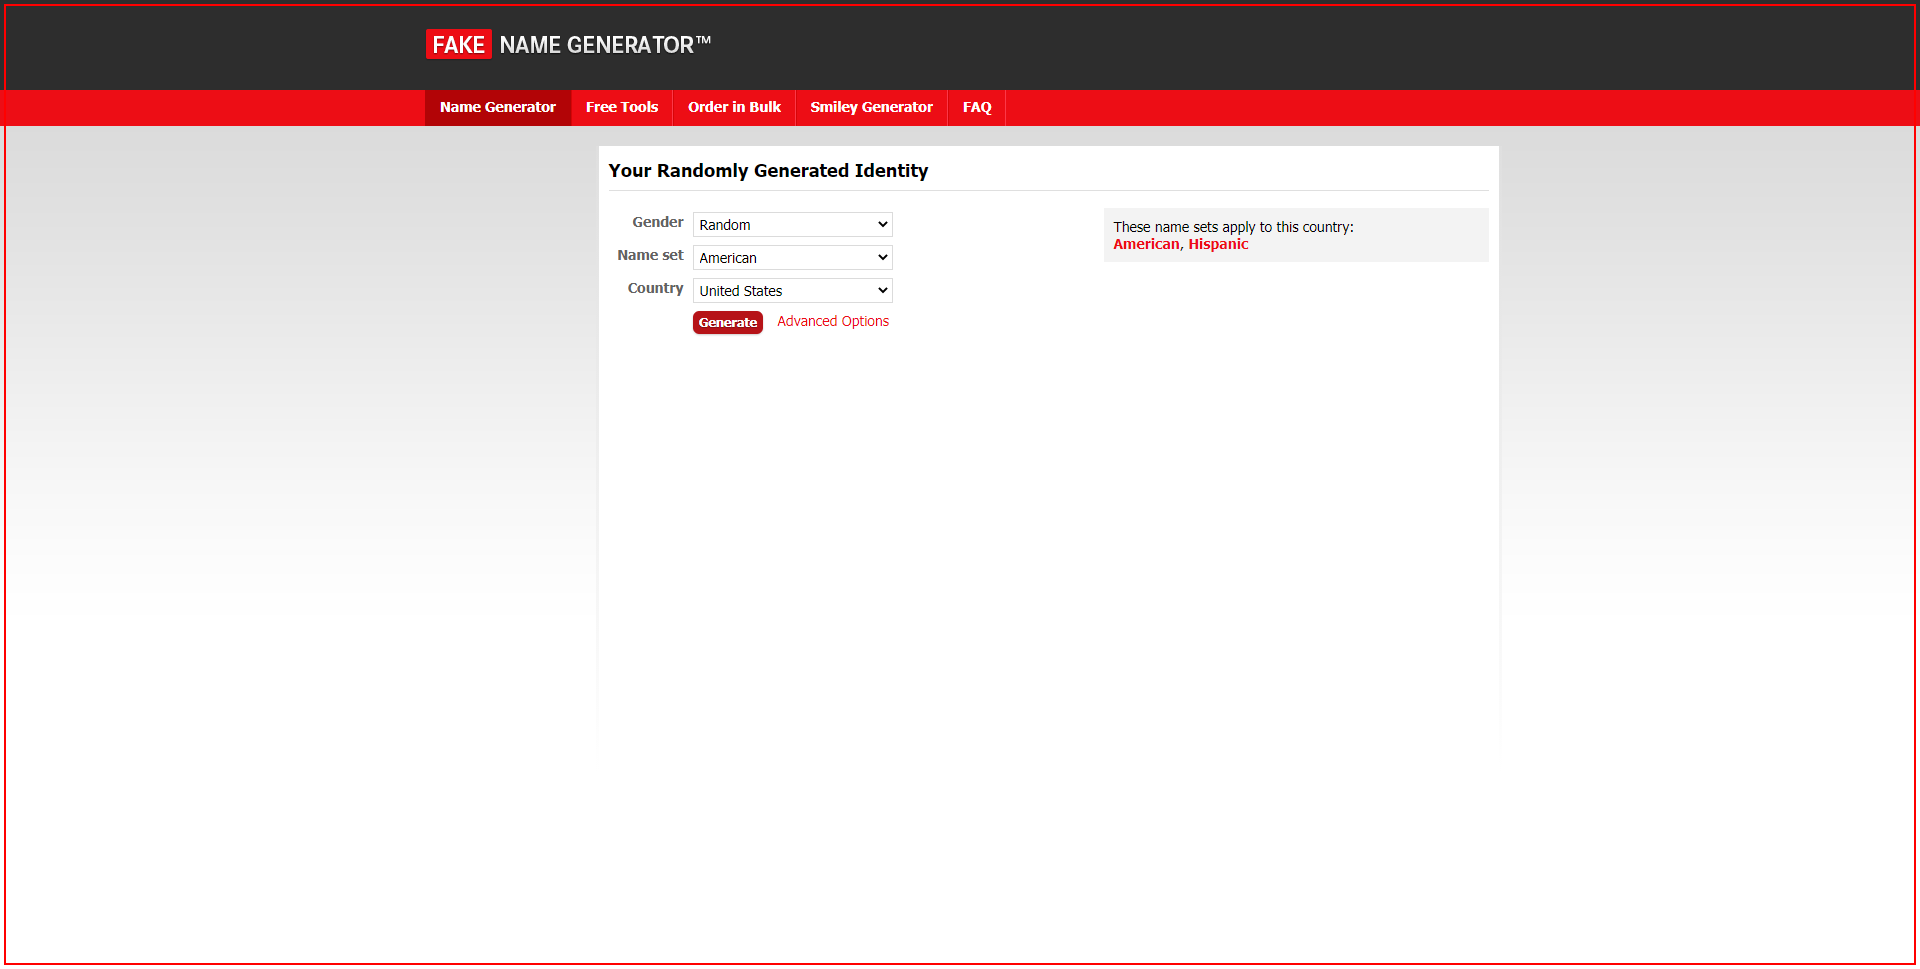 FAKE NAME GENERATOR™
Name Generator Free Tools Order in Bulk Smiley Generator FAQ
Your Randomly Generated Identity
Gender Random
Name set American
Country United States
Generate Advanced Options
These name sets apply to this country:
American, Hispanic